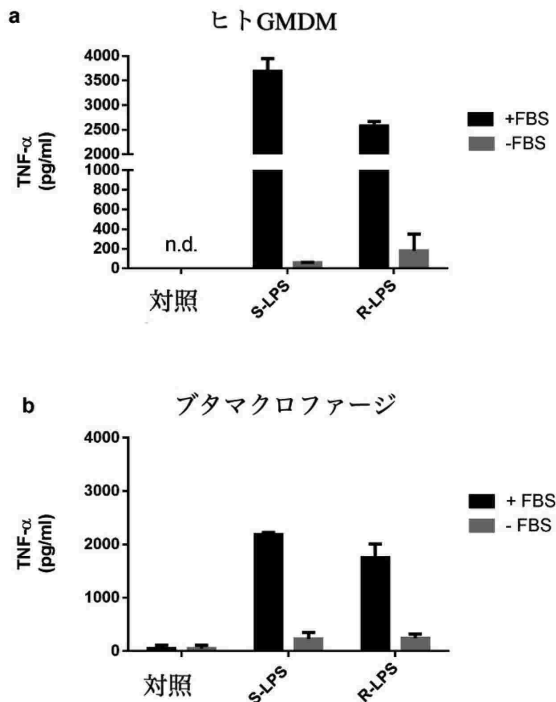 a
ヒトGMDM
4000
3500
3000
2500
2000
1000
800
600
400
200
0
TNF-α
(pg/ml)
n.d.
対照
S-LPS
R-LPS
+FBS
-FBS
b
ブタマクロファージ
4000
3000
2000
1000
0
TNF-α
(pg/ml)
対照
S-LPS
R-LPS
+ FBS
- FBS